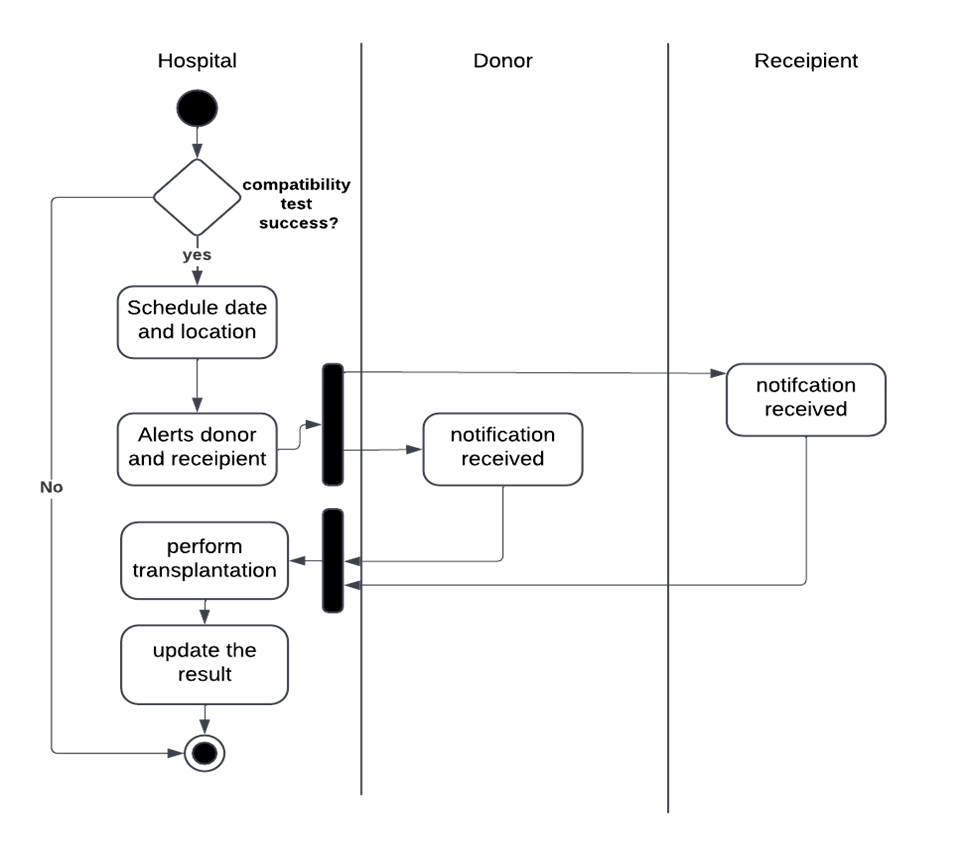 Hospital
Donor
Receipient
compatibility
test
success?
yes
Schedule date
and location
notifcation
received
Alerts donor
and receipient
notification
received
No
perform
transplantation
update the
result